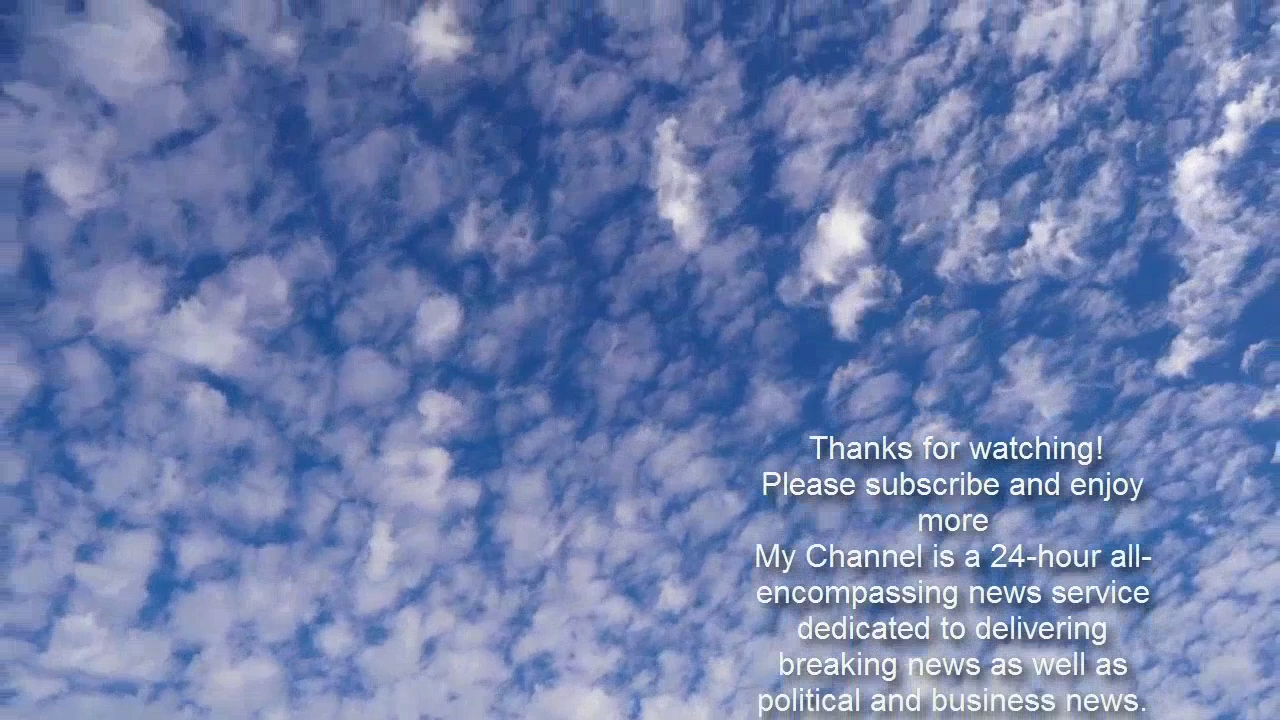 Thanks for watching!
Please subscribe and enjoy
more
My Channel is a 24-hour all-
encompassing news service
dedicated to delivering
breaking news as well as
political and business news.